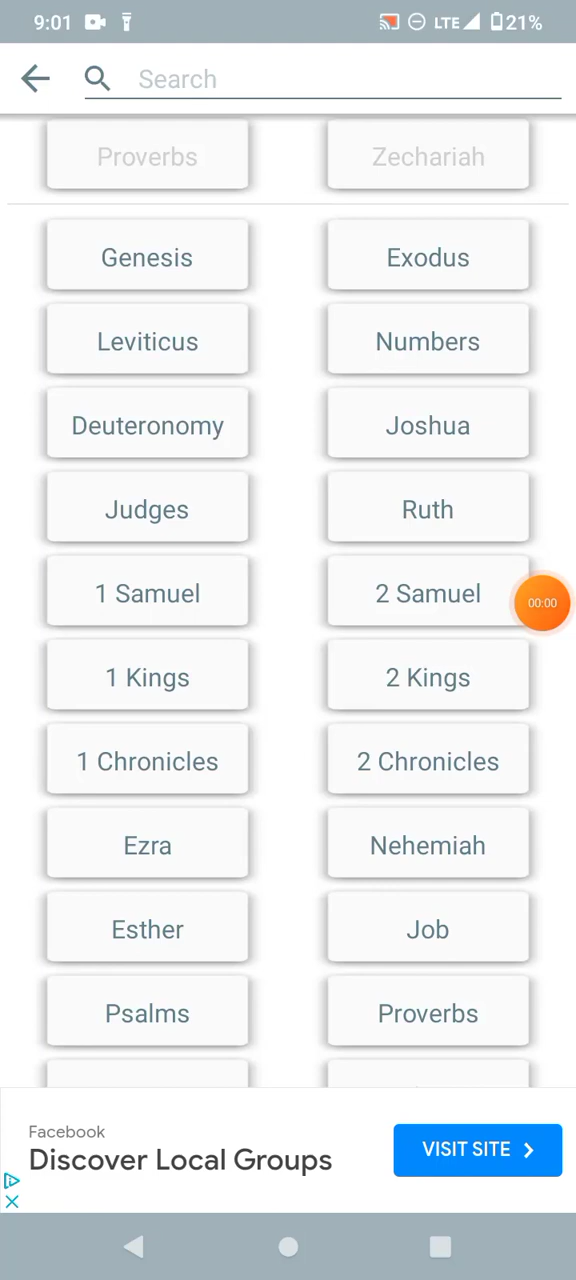 9:01 LTE 21%
Search
Proverbs Zechariah
Genesis Exodus
Leviticus Numbers
Deuteronomy Joshua
Judges Ruth
1 Samuel 2 Samuel
00:00
1 Kings 2 Kings
1 Chronicles 2 Chronicles
Ezra Nehemiah
Esther Job
Psalms Proverbs
Facebook
Discover Local Groups
VISIT SITE